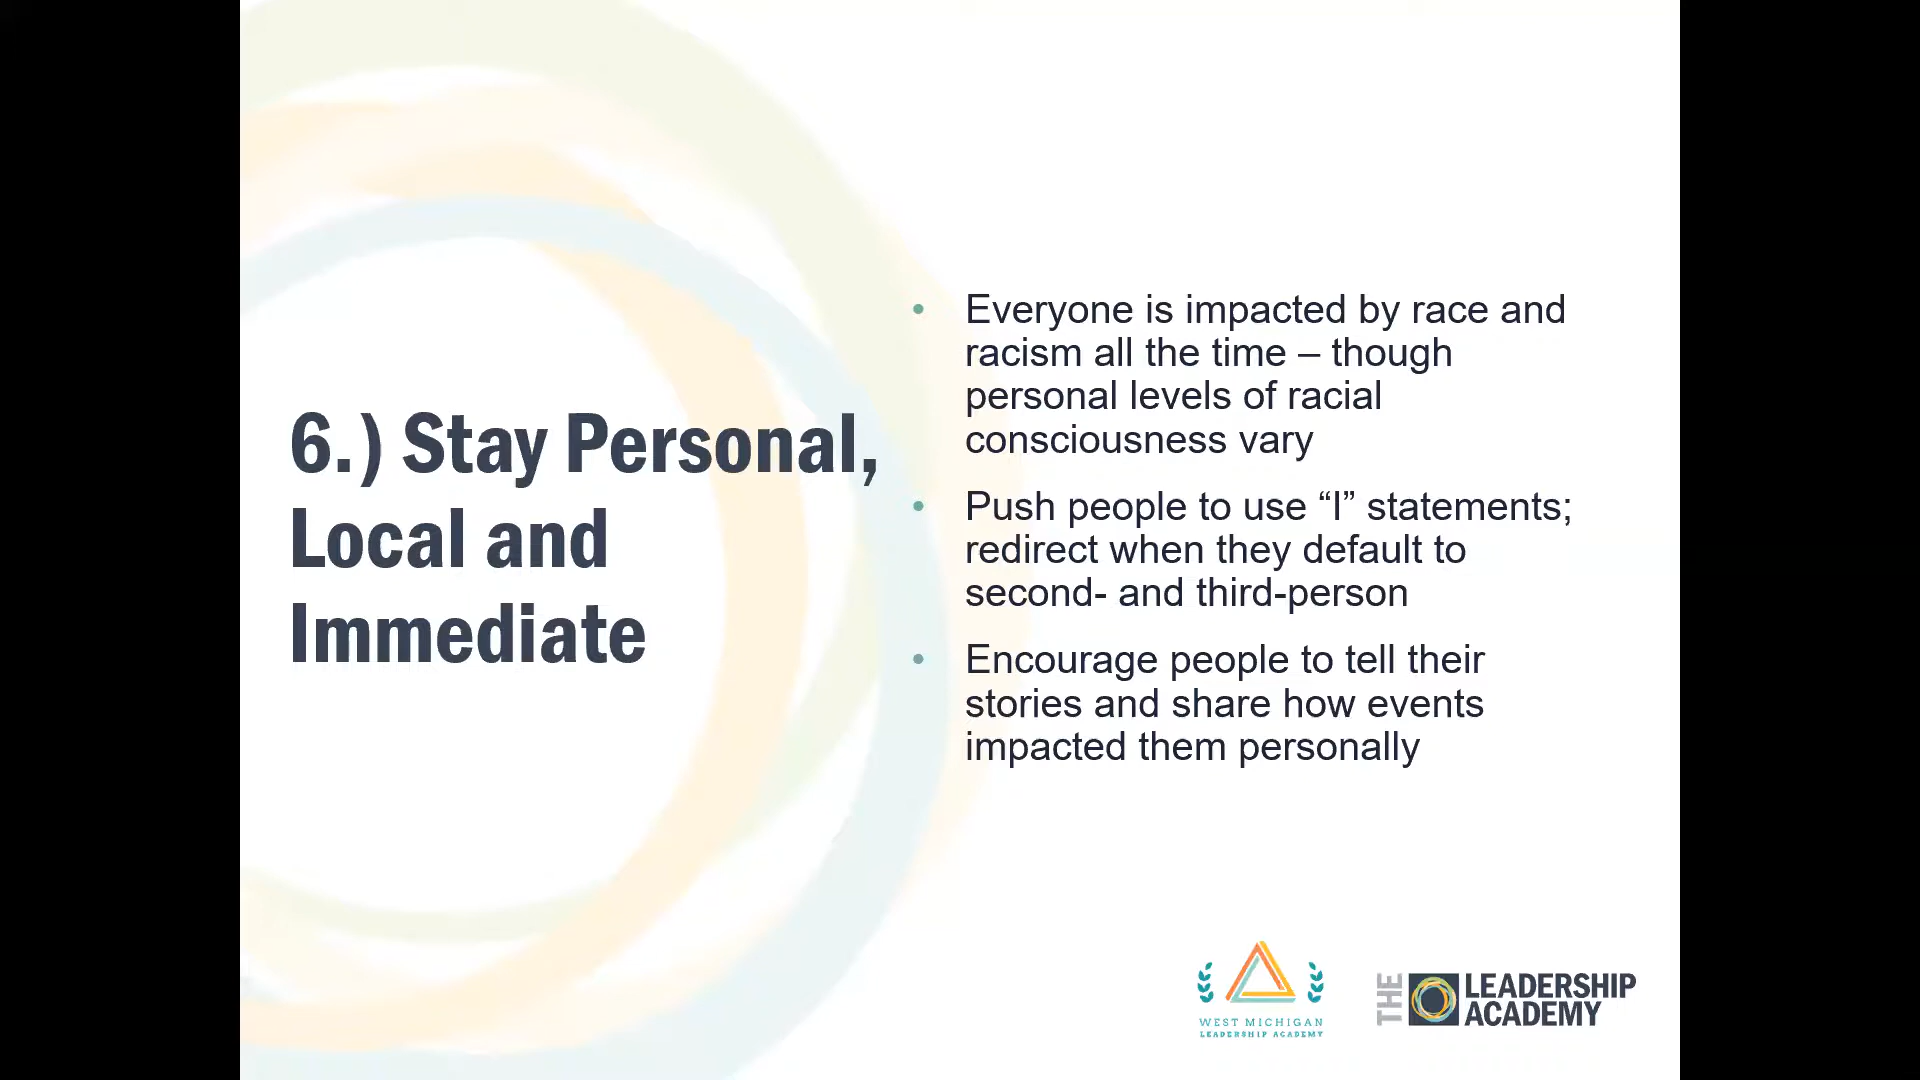 6.) Stay Personal,
Local and
Immediate
• Everyone is impacted by race and
racism all the time – though
personal levels of racial
consciousness vary
• Push people to use “I” statements;
redirect when they default to
second- and third-person
• Encourage people to tell their
stories and share how events
impacted them personally
WEST MICHIGAN
LEADERSHIP ACADEMY
THE
LEADERSHIP
ACADEMY